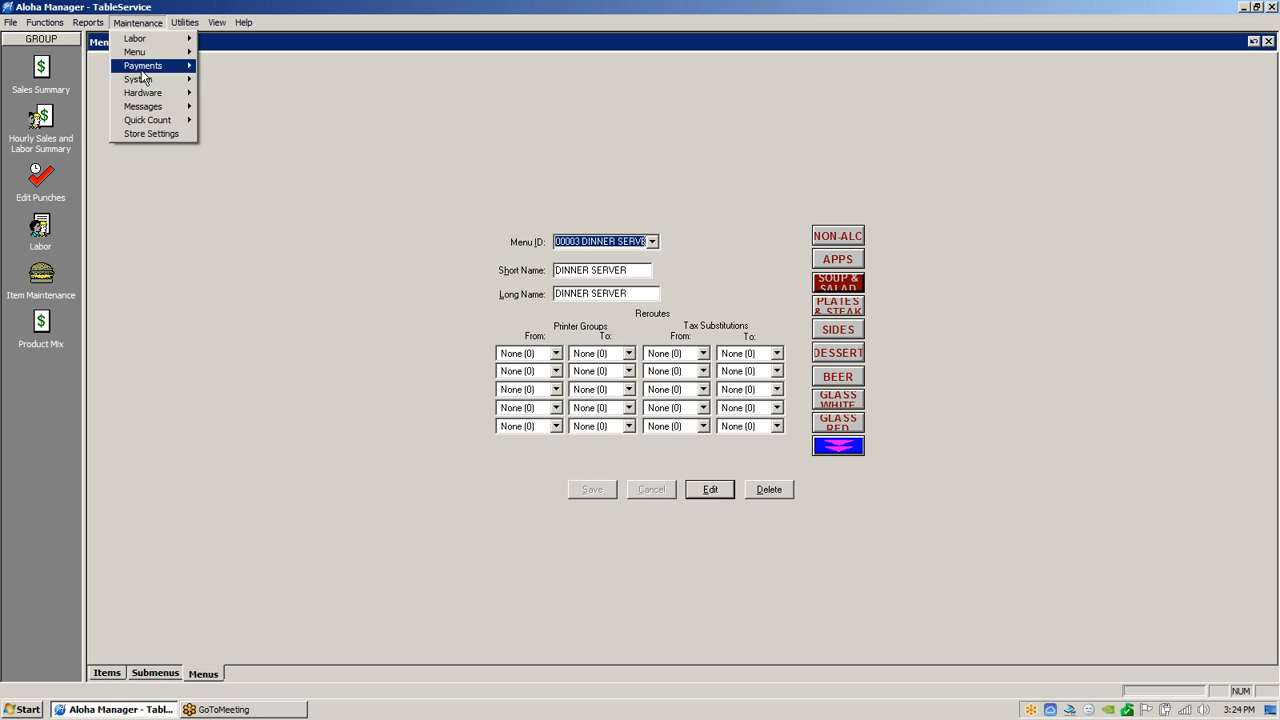 Aloha Manager - TableService
File Functions Reports Maintenance Utilities View Help
GROUP
Sales Summary
Hourly Sales and
Labor Summary
Edit Punches
Labor
Item Maintenance
Product Mix
Men
Labor
Menu
Payments
System
Hardware
Messages
Quick Count
Store Settings
Menu ID: 00003 DINNER SERVE
Short Name: DINNER SERVER
Long Name: DINNER SERVER
Reroutes
Printer Groups Tax Substitutions
From: To: From: To:
None (0) None (0) None (0) None (0)
None (0) None (0) None (0) None (0)
None (0) None (0) None (0) None (0)
None (0) None (0) None (0) None (0)
None (0) None (0) None (0) None (0)
Save Cancel Edit Delete
NON-ALC
APPS
SOUP &
SALAD
PLATES
& STEAK
SIDES
DESSERT
BEER
GLASS
WHITE
GLASS
RED
Items Submenus Menus
NUM
Start Aloha Manager - Tabl... GoToMeeting 3:24 PM